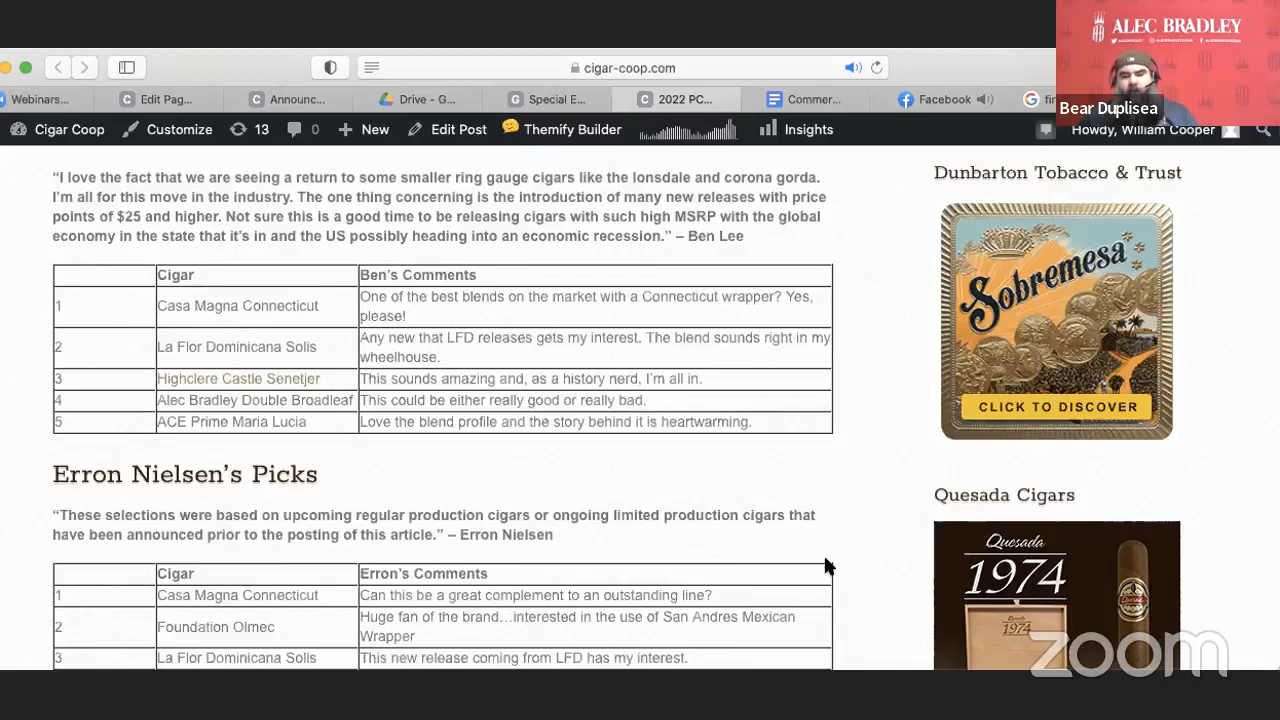 ALEC BRADLEY
Bear Duplisea
cigar-coop.com
Webinars...
Edit Pag...
Announc...
Drive – G...
Special E...
2022 PC...
Commer...
Facebook
Cigar Coop
Customize
13
0
New
Edit Post
Themify Builder
Insights
Howdy, William Cooper
“I love the fact that we are seeing a return to some smaller ring gauge cigars like the lonsdale and corona gorda.
I’m all for this move in the industry. The one thing concerning is the introduction of many new releases with price
points of $25 and higher. Not sure this is a good time to be releasing cigars with such high MSRP with the global
economy in the state that it’s in and the US possibly heading into an economic recession.” – Ben Lee
Cigar
Ben’s Comments
1
Casa Magna Connecticut
One of the best blends on the market with a Connecticut wrapper? Yes,
please!
2
La Flor Dominicana Solis
Any new that LFD releases gets my interest. The blend sounds right in my
wheelhouse.
3
Highclere Castle Senetjer
This sounds amazing and, as a history nerd, I’m all in.
4
Alec Bradley Double Broadleaf
This could be either really good or really bad.
5
ACE Prime Maria Lucia
Love the blend profile and the story behind it is heartwarming.
Erron Nielsen’s Picks
“These selections were based on upcoming regular production cigars or ongoing limited production cigars that
have been announced prior to the posting of this article.” – Erron Nielsen
Cigar
Erron’s Comments
1
Casa Magna Connecticut
Can this be a great complement to an outstanding line?
2
Foundation Olmec
Huge fan of the brand…interested in the use of San Andres Mexican
Wrapper
3
La Flor Dominicana Solis
This new release coming from LFD has my interest.
Dunbarton Tobacco & Trust
Sobremesa
CLICK TO DISCOVER
Quesada Cigars
Quesada
1974
Quesada
1974
zoom